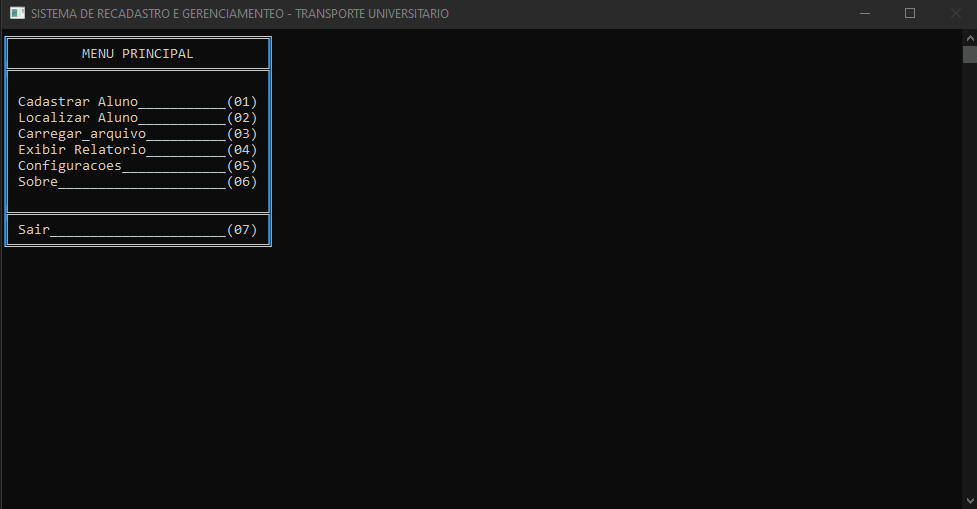 SISTEMA DE RECADASTRO E GERENCIAMENTEO - TRANSPORTE UNIVERSITARIO
MENU PRINCIPAL
Cadastrar Aluno___________(01)
Localizar Aluno___________(02)
Carregar_arquivo__________(03)
Exibir Relatorio__________(04)
Configuracoes_____________(05)
Sobre_____________________(06)
Sair______________________(07)